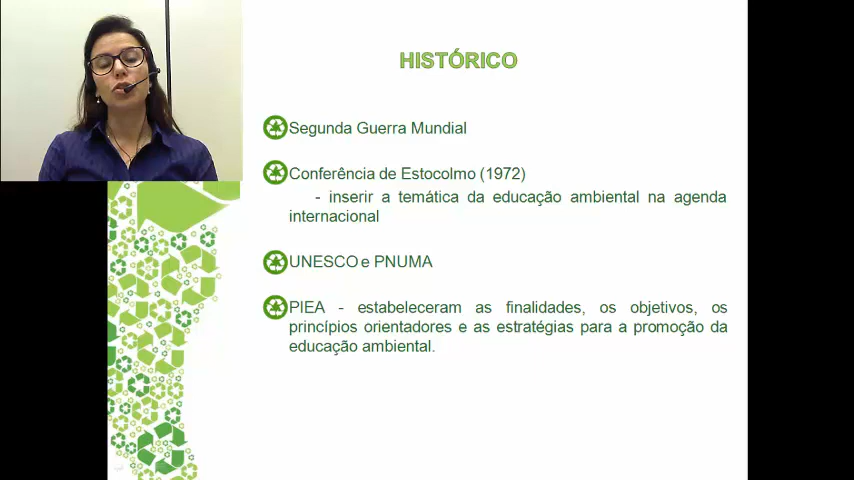 HISTÓRICO
Segunda Guerra Mundial
Conferência de Estocolmo (1972)
- inserir a temática da educação ambiental na agenda
internacional
UNESCO e PNUMA
PIEA - estabeleceram as finalidades, os objetivos, os
princípios orientadores e as estratégias para a promoção da
educação ambiental.